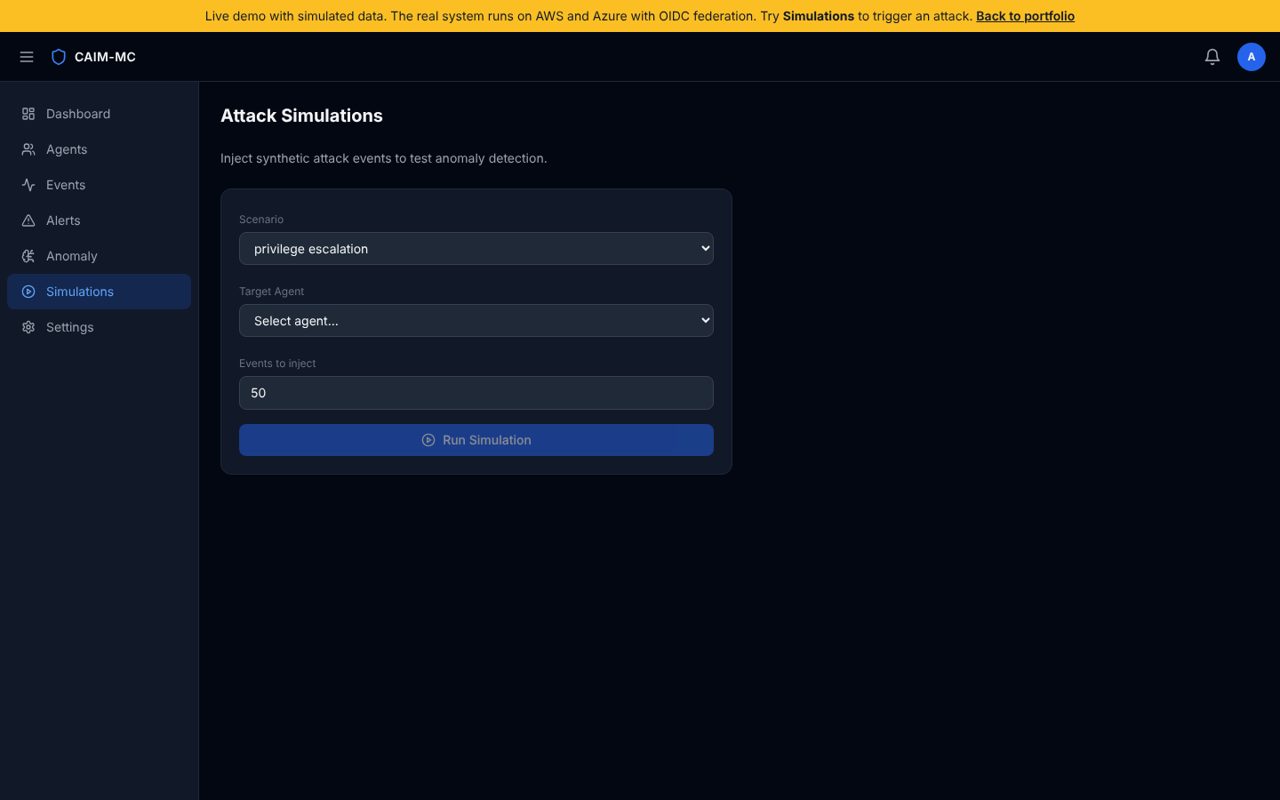 Live demo with simulated data. The real system runs on AWS and Azure with OIDC federation. Try Simulations to trigger an attack. Back to portfolio
CAIM-MC
A
Dashboard
Agents
Events
Alerts
Anomaly
Simulations
Settings
Attack Simulations
Inject synthetic attack events to test anomaly detection.
Scenario
privilege escalation
Target Agent
Select agent...
Events to inject
50
Run Simulation